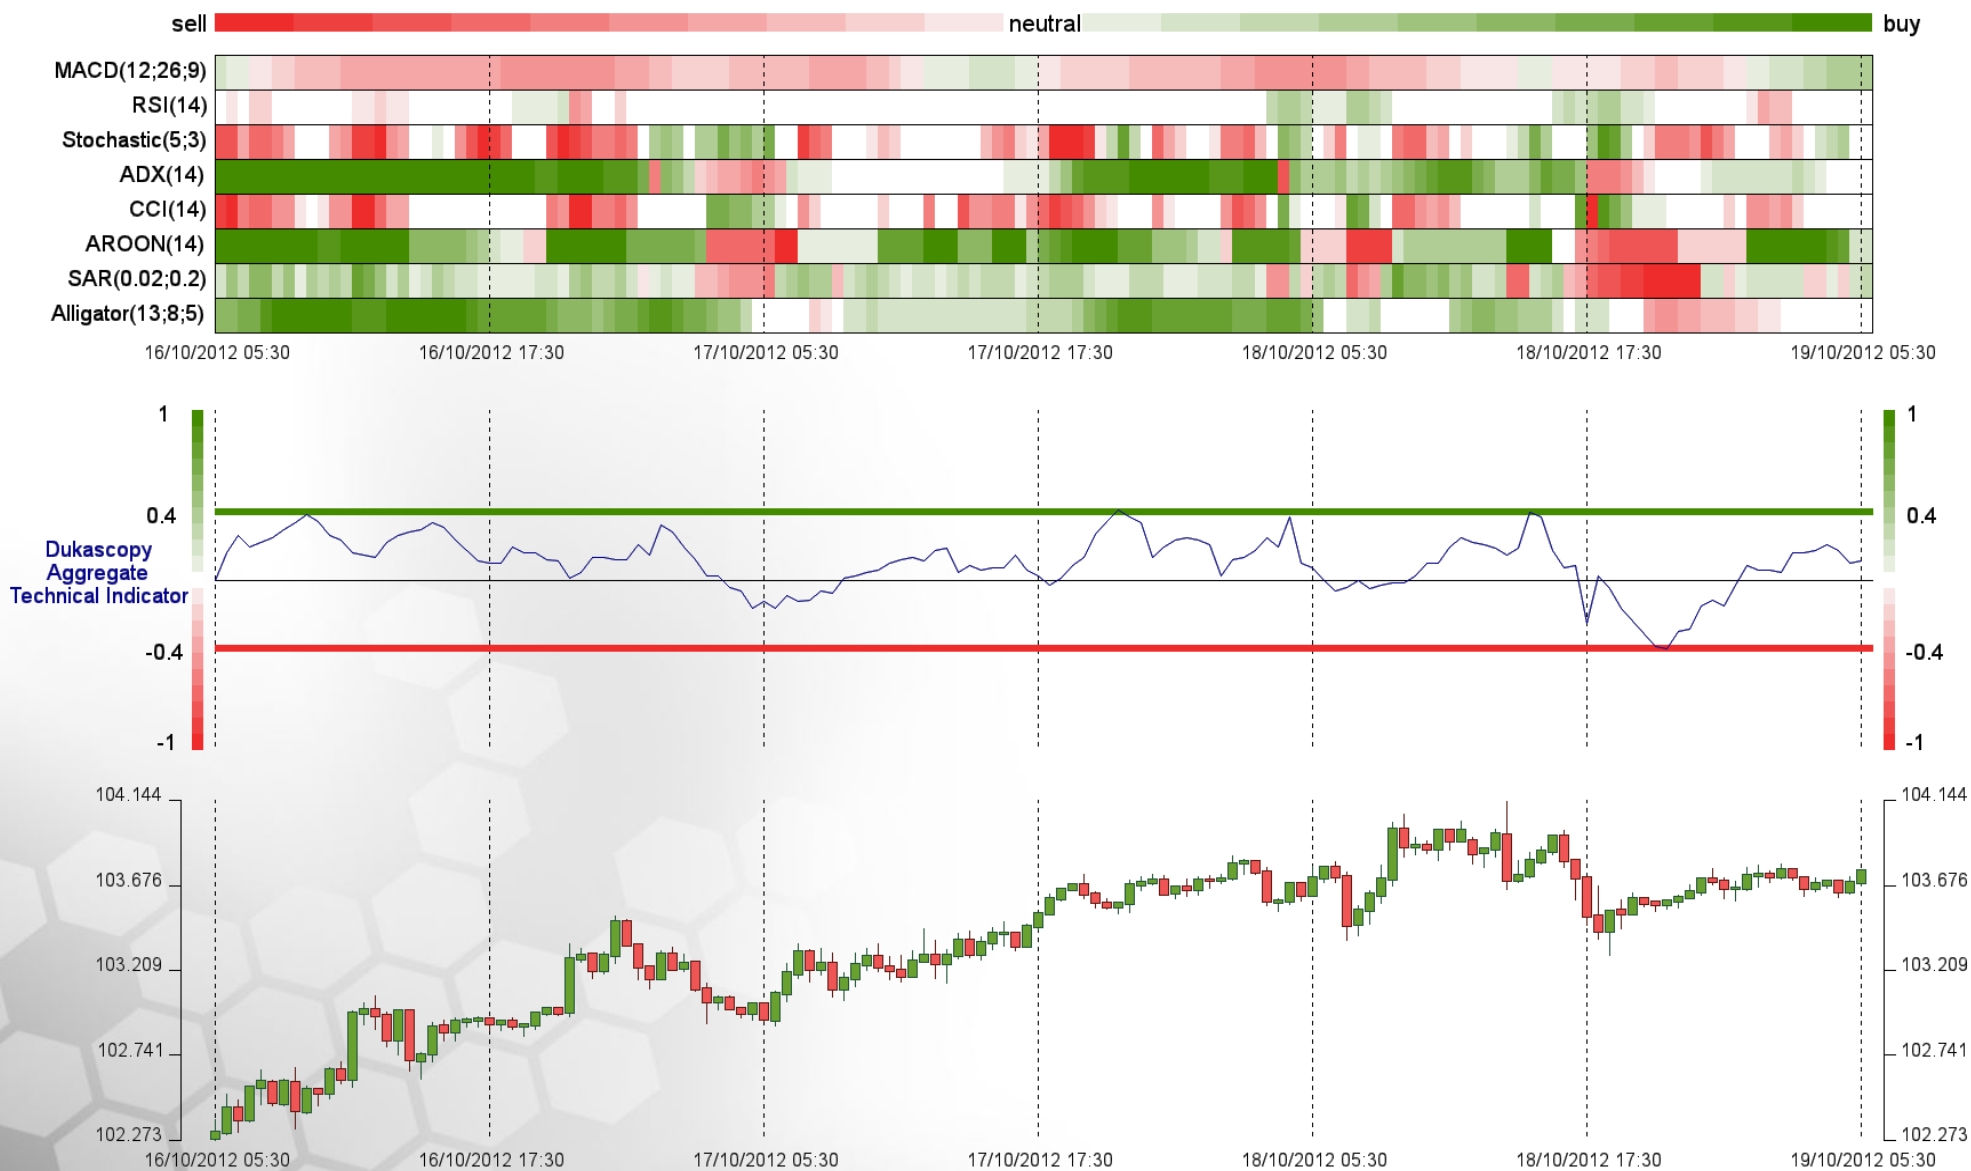 sell neutral buy
MACD(12;26;9)
RSI(14)
Stochastic(5;3)
ADX(14)
CCI(14)
AROON(14)
SAR(0.02;0.2)
Alligator(13;8;5)
16/10/2012 05:30 16/10/2012 17:30 17/10/2012 05:30 17/10/2012 17:30 18/10/2012 05:30 18/10/2012 17:30 19/10/2012 05:30
1 1
0.4 0.4
Dukascopy
Aggregate
Technical Indicator
-0.4 -0.4
-1 -1
104.144 104.144
103.676 103.676
103.209 103.209
102.741 102.741
102.273 102.273
16/10/2012 05:30 16/10/2012 17:30 17/10/2012 05:30 17/10/2012 17:30 18/10/2012 05:30 18/10/2012 17:30 19/10/2012 05:30